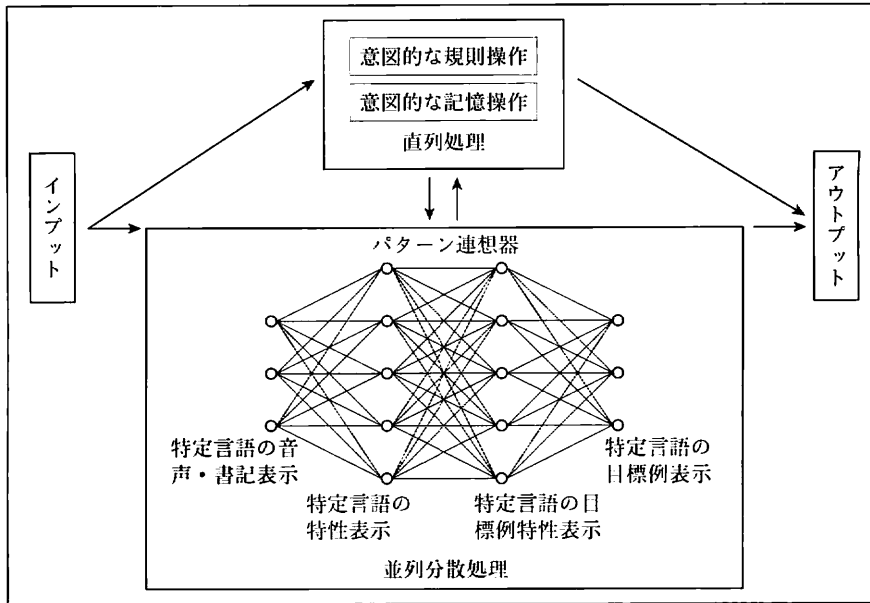 意図的な規則操作
意図的な記憶操作
直列処理
インプット
アウトプット
パターン連想器
特定言語の音
声・書記表示
特定言語の
特性表示
特定言語の目
標例特性表示
特定言語の
目標例表示
並列分散処理